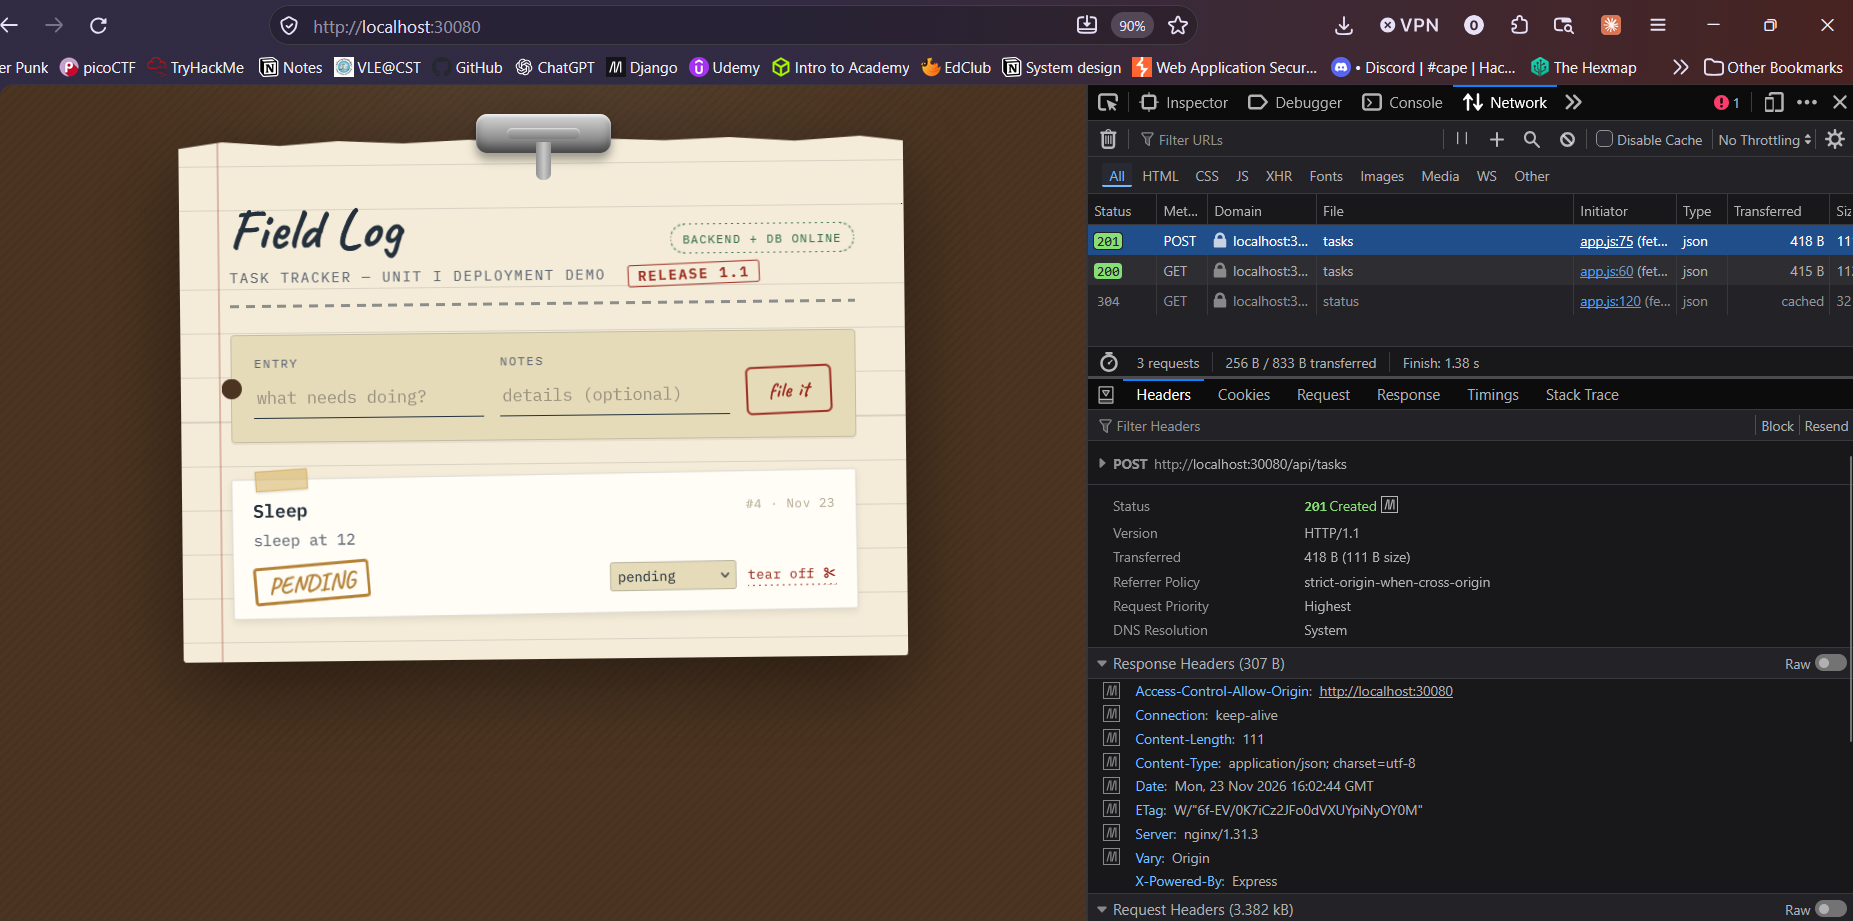 http://localhost:30080
90%
VPN
er Punk picoCTF TryHackMe Notes VLE@CST GitHub ChatGPT Django Udemy Intro to Academy EdClub System design Web Application Secur... • Discord | #cape | Hac... The Hexmap Other Bookmarks
Field Log
BACKEND + DB ONLINE
TASK TRACKER — UNIT I DEPLOYMENT DEMO RELEASE 1.1
ENTRY NOTES
what needs doing? details (optional) file it
Sleep #4 · Nov 23
sleep at 12
PENDING pending tear off
Inspector Debugger Console Network 1
Filter URLs Disable Cache No Throttling
All HTML CSS JS XHR Fonts Images Media WS Other
Status Met... Domain File Initiator Type Transferred Siz
201 POST localhost:3... tasks app.js:75 (fet... json 418 B 11
200 GET localhost:3... tasks app.js:60 (fet... json 415 B 11
304 GET localhost:3... status app.js:120 (fe... json cached 32
3 requests 256 B / 833 B transferred Finish: 1.38 s
Headers Cookies Request Response Timings Stack Trace
Filter Headers Block Resend
POST http://localhost:30080/api/tasks
Status 201 Created
Version HTTP/1.1
Transferred 418 B (111 B size)
Referrer Policy strict-origin-when-cross-origin
Request Priority Highest
DNS Resolution System
Response Headers (307 B) Raw
Access-Control-Allow-Origin: http://localhost:30080
Connection: keep-alive
Content-Length: 111
Content-Type: application/json; charset=utf-8
Date: Mon, 23 Nov 2026 16:02:44 GMT
ETag: W/"6f-EV/0K7iCz2JFo0dVXUYpiNyOY0M"
Server: nginx/1.31.3
Vary: Origin
X-Powered-By: Express
Request Headers (3.382 kB) Raw